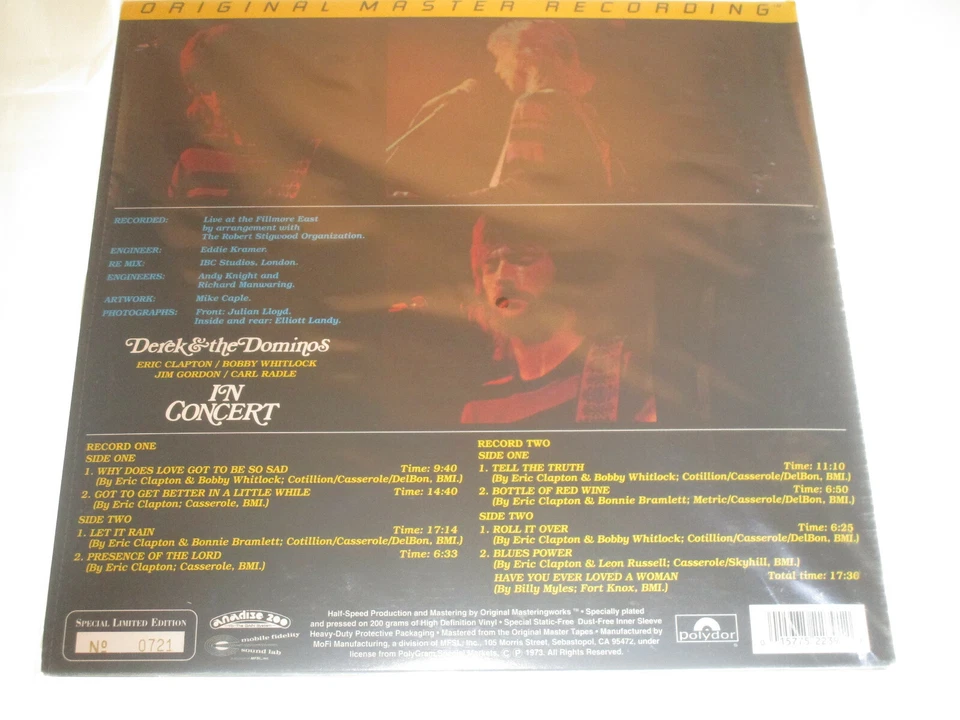 ORIGINAL MASTER RECORDING
RECORDED: Live at the Fillmore East
by arrangement with
The Robert Stigwood Organization.
ENGINEER: Eddie Kramer.
RE MIX: IBC Studios, London.
ENGINEERS: Andy Knight and
Richard Manwaring.
ARTWORK: Mike Caple.
PHOTOGRAPHS: Front: Julian Lloyd.
Inside and rear: Elliott Landy.
Derek & the Dominos
ERIC CLAPTON / BOBBY WHITLOCK
JIM GORDON / CARL RADLE
IN
CONCERT
RECORD ONE
SIDE ONE
1. WHY DOES LOVE GOT TO BE SO SAD Time: 9:40
(By Eric Clapton & Bobby Whitlock; Cotillion/Casserole/DelBon, BMI.)
2. GOT TO GET BETTER IN A LITTLE WHILE Time: 14:40
(By Eric Clapton; Casserole, BMI.)
SIDE TWO
1. LET IT RAIN Time: 17:14
(By Eric Clapton & Bonnie Bramlett; Cotillion/Casserole/DelBon, BMI.)
2. PRESENCE OF THE LORD Time: 6:33
(By Eric Clapton; Casserole, BMI.)
RECORD TWO
SIDE ONE
1. TELL THE TRUTH Time: 11:10
(By Eric Clapton & Bobby Whitlock; Cotillion/Casserole/DelBon, BMI.)
2. BOTTLE OF RED WINE Time: 6:50
(By Eric Clapton & Bonnie Bramlett; Metric/Casserole/DelBon, BMI.)
SIDE TWO
1. ROLL IT OVER Time: 6:25
(By Eric Clapton & Bobby Whitlock; Cotillion/Casserole/DelBon, BMI.)
2. BLUES POWER
(By Eric Clapton & Leon Russell; Casserole/Skyhill, BMI.)
HAVE YOU EVER LOVED A WOMAN Total time: 17:36
(By Billy Myles; Fort Knox, BMI.)
SPECIAL LIMITED EDITION
Nº 0721
anadisq 200
mobile fidelity
sound lab
Half-Speed Production and Mastering by Original Masteringworks ™ • Specially plated
and pressed on 200 grams of High Definition Vinyl • Special Static-Free Dust-Free Inner Sleeve
Heavy-Duty Protective Packaging • Mastered from the Original Master Tapes • Manufactured by
MoFi Manufacturing, a division of MFSL, Inc., 105 Morris Street, Sebastopol, CA 95472, under
license from PolyGram Special Markets. © ℗ 1973. All Rights Reserved.
polydor